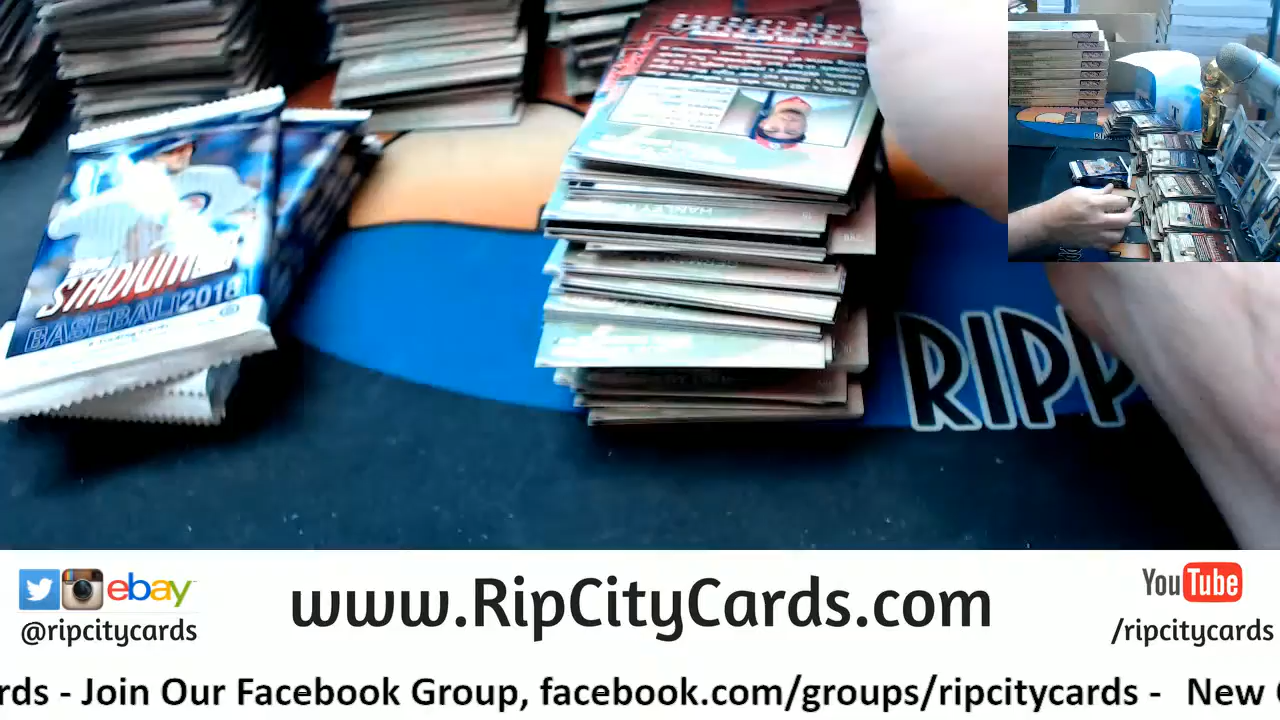 STADIUM
BASEBALL 2018
RIPP
ebay
@ripcitycards
www.RipCityCards.com
YouTube
/ripcitycards
rds - Join Our Facebook Group, facebook.com/groups/ripcitycards - New